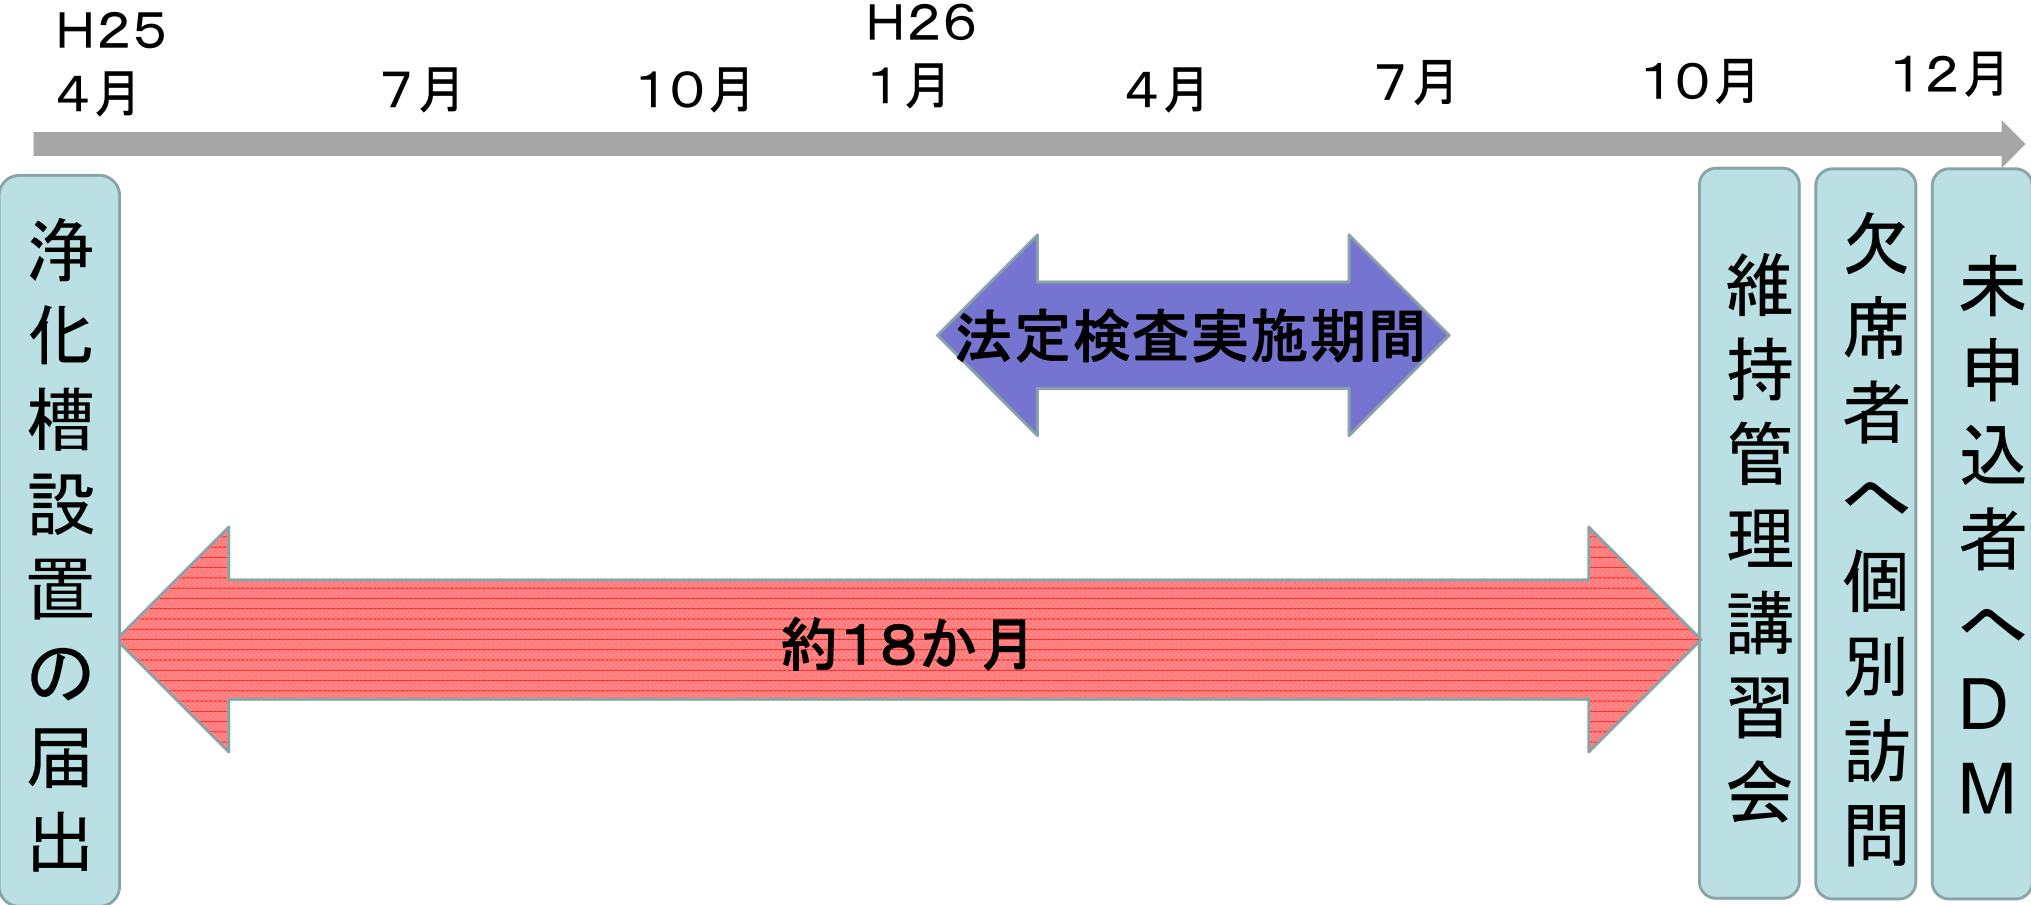 H25
4月
7月
10月
H26
1月
4月
7月
10月
12月
浄化槽設置の届出
法定検査実施期間
約18か月
維持管理講習会
欠席者へ個別訪問
未申込者へDM